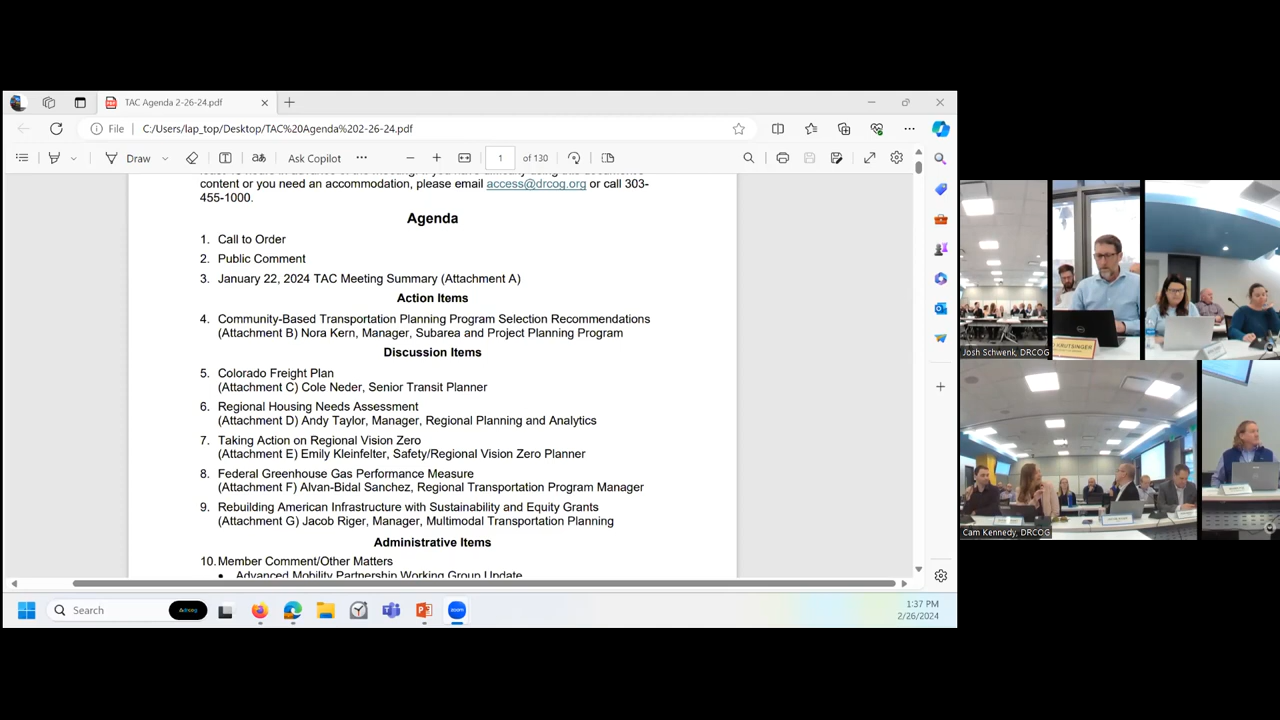 TAC Agenda 2-26-24.pdf
File
C:/Users/lap_top/Desktop/TAC%20Agenda%202-26-24.pdf
Draw
Ask Copilot
1 of 130
content or you need an accommodation, please email access@drcog.org or call 303-
455-1000.
Agenda
1. Call to Order
2. Public Comment
3. January 22, 2024 TAC Meeting Summary (Attachment A)
Action Items
4. Community-Based Transportation Planning Program Selection Recommendations
(Attachment B) Nora Kern, Manager, Subarea and Project Planning Program
Discussion Items
5. Colorado Freight Plan
(Attachment C) Cole Neder, Senior Transit Planner
6. Regional Housing Needs Assessment
(Attachment D) Andy Taylor, Manager, Regional Planning and Analytics
7. Taking Action on Regional Vision Zero
(Attachment E) Emily Kleinfelter, Safety/Regional Vision Zero Planner
8. Federal Greenhouse Gas Performance Measure
(Attachment F) Alvan-Bidal Sanchez, Regional Transportation Program Manager
9. Rebuilding American Infrastructure with Sustainability and Equity Grants
(Attachment G) Jacob Riger, Manager, Multimodal Transportation Planning
Administrative Items
10. Member Comment/Other Matters
• Advanced Mobility Partnership Working Group Update
Search
zoom
1:37 PM
2/26/2024
Josh Schwenk, DRCOG
Cam Kennedy, DRCOG